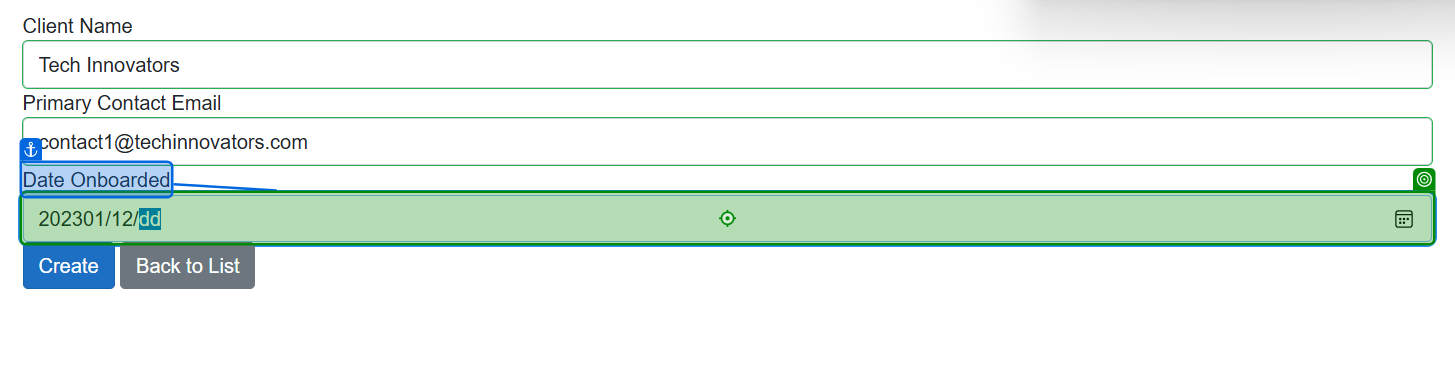 Client Name
Tech Innovators
Primary Contact Email
contact1@techinnovators.com
Date Onboarded
202301/12/dd
Create Back to List